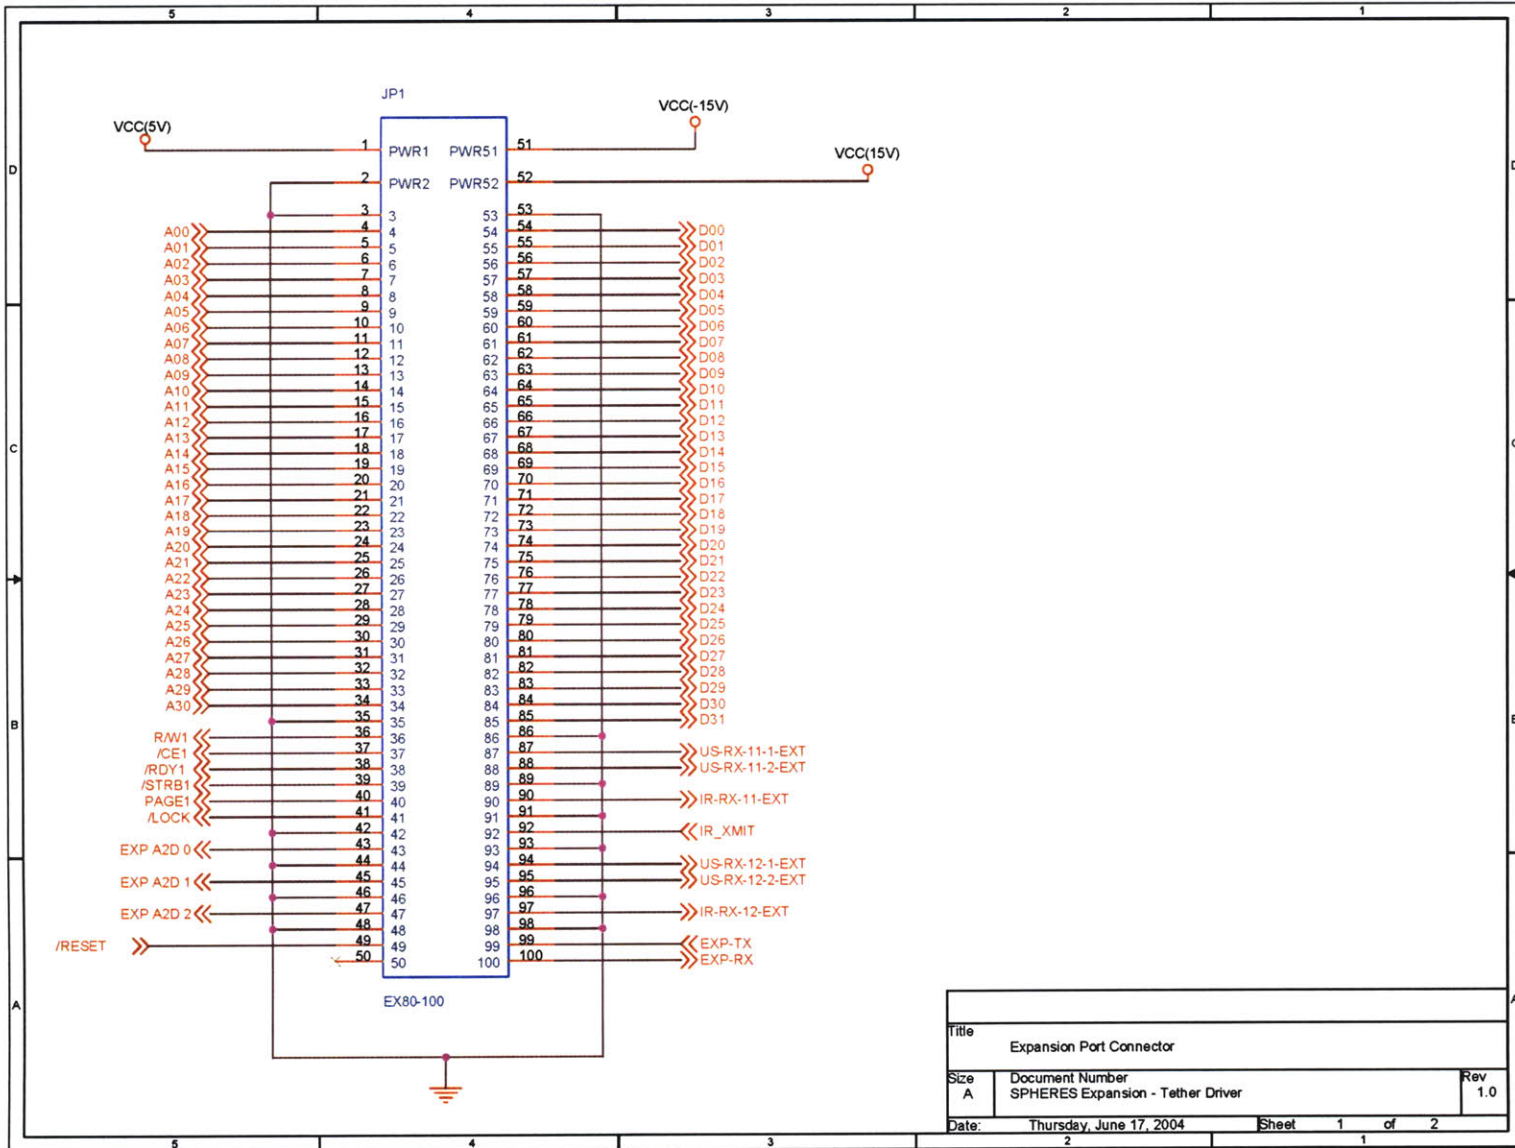 5 4 3 2 1
D
D
C
C
B
B
A
A
JP1
VCC(5V)
VCC(-15V)
VCC(15V)
1 PWR1 PWR51 51
2 PWR2 PWR52 52
3 3 53 53
A00 4 4 54 54 D00
A01 5 5 55 55 D01
A02 6 6 56 56 D02
A03 7 7 57 57 D03
A04 8 8 58 58 D04
A05 9 9 59 59 D05
A06 10 10 60 60 D06
A07 11 11 61 61 D07
A08 12 12 62 62 D08
A09 13 13 63 63 D09
A10 14 14 64 64 D10
A11 15 15 65 65 D11
A12 16 16 66 66 D12
A13 17 17 67 67 D13
A14 18 18 68 68 D14
A15 19 19 69 69 D15
A16 20 20 70 70 D16
A17 21 21 71 71 D17
A18 22 22 72 72 D18
A19 23 23 73 73 D19
A20 24 24 74 74 D20
A21 25 25 75 75 D21
A22 26 26 76 76 D22
A23 27 27 77 77 D23
A24 28 28 78 78 D24
A25 29 29 79 79 D25
A26 30 30 80 80 D26
A27 31 31 81 81 D27
A28 32 32 82 82 D28
A29 33 33 83 83 D29
A30 34 34 84 84 D30
35 35 85 85 D31
R/W1 36 36 86 86
/CE1 37 37 87 87 US-RX-11-1-EXT
/RDY1 38 38 88 88 US-RX-11-2-EXT
/STRB1 39 39 89 89
PAGE1 40 40 90 90 IR-RX-11-EXT
/LOCK 41 41 91 91
42 42 92 92 IR_XMIT
EXP A2D 0 43 43 93 93
44 44 94 94 US-RX-12-1-EXT
EXP A2D 1 45 45 95 95 US-RX-12-2-EXT
46 46 96 96
EXP A2D 2 47 47 97 97 IR-RX-12-EXT
48 48 98 98
/RESET 49 49 99 99 EXP-TX
50 50 100 100 EXP-RX
EX80-100
Title
Expansion Port Connector
Size
A
Document Number
SPHERES Expansion - Tether Driver
Rev
1.0
Date: Thursday, June 17, 2004 Sheet 1 of 2
5 4 3 2 1